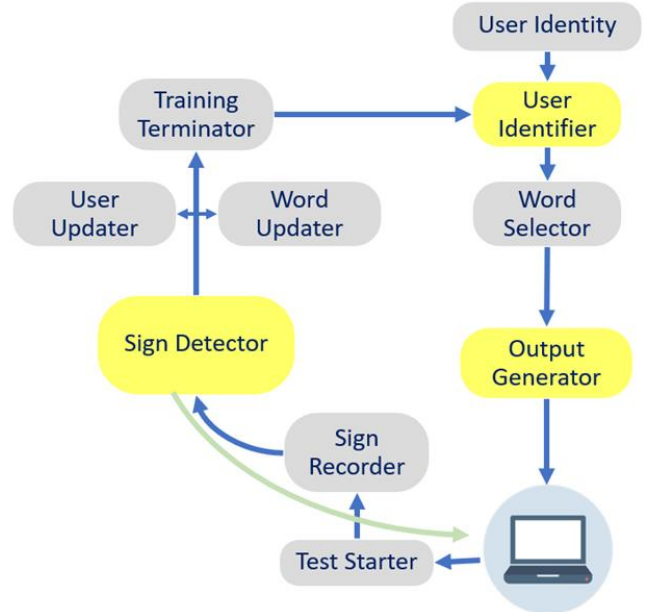 User Identity
Training
Terminator
User
Identifier
User
Updater
Word
Updater
Word
Selector
Sign Detector
Output
Generator
Sign
Recorder
Test Starter